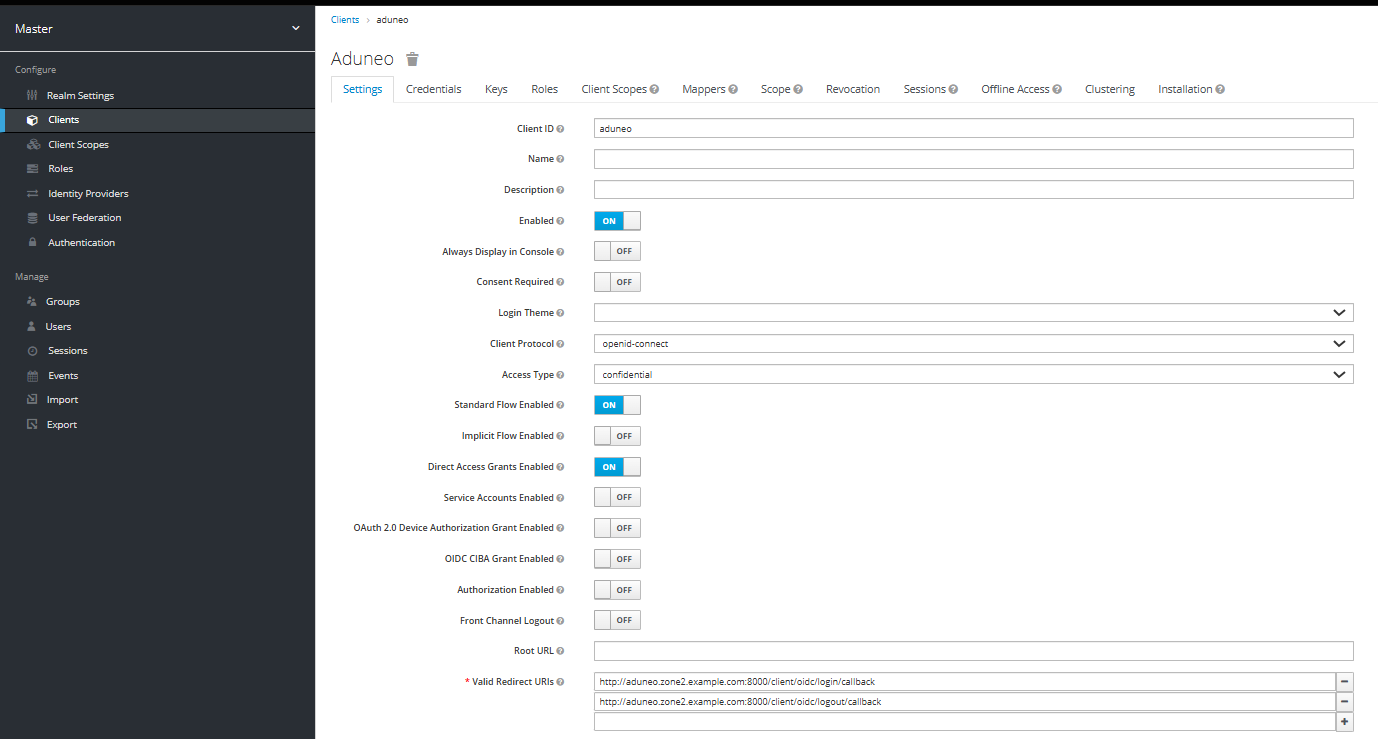 Master
Configure
Realm Settings
Clients
Client Scopes
Roles
Identity Providers
User Federation
Authentication
Manage
Groups
Users
Sessions
Events
Import
Export
Clients › aduneo
Aduneo
Settings Credentials Keys Roles Client Scopes Mappers Scope Revocation Sessions Offline Access Clustering Installation
Client ID aduneo
Name
Description
Enabled ON
Always Display in Console OFF
Consent Required OFF
Login Theme
Client Protocol openid-connect
Access Type confidential
Standard Flow Enabled ON
Implicit Flow Enabled OFF
Direct Access Grants Enabled ON
Service Accounts Enabled OFF
OAuth 2.0 Device Authorization Grant Enabled OFF
OIDC CIBA Grant Enabled OFF
Authorization Enabled OFF
Front Channel Logout OFF
Root URL
* Valid Redirect URIs http://aduneo.zone2.example.com:8000/client/oidc/login/callback
http://aduneo.zone2.example.com:8000/client/oidc/logout/callback